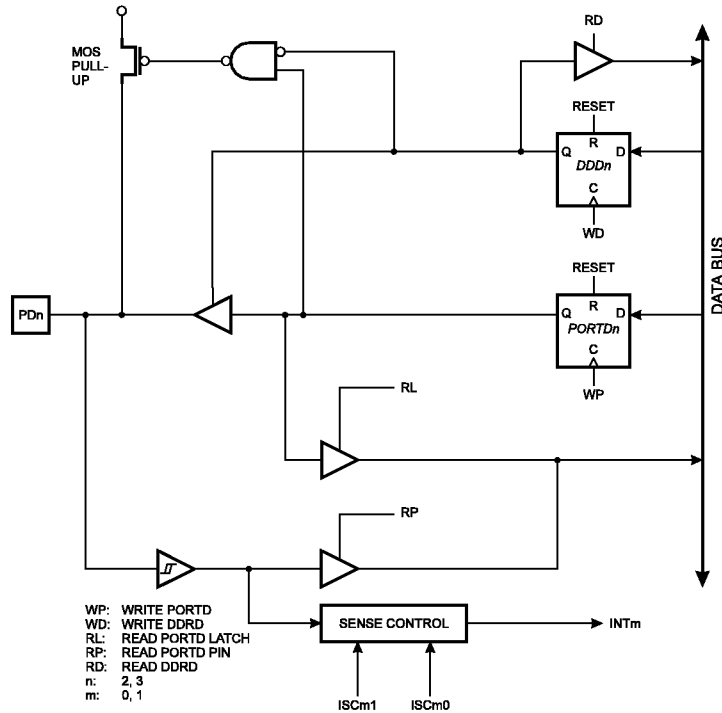 RD
MOS
PULL-
UP
RESET
R
Q
D
DDDn
C
WD
DATA BUS
RESET
PDn
R
Q
D
PORTDn
C
WP
RL
RP
WP: WRITE PORTD
WD: WRITE DDRD
RL: READ PORTD LATCH
RP: READ PORTD PIN
RD: READ DDRD
n: 2, 3
m: 0, 1
SENSE CONTROL
INTm
ISCm1
ISCm0